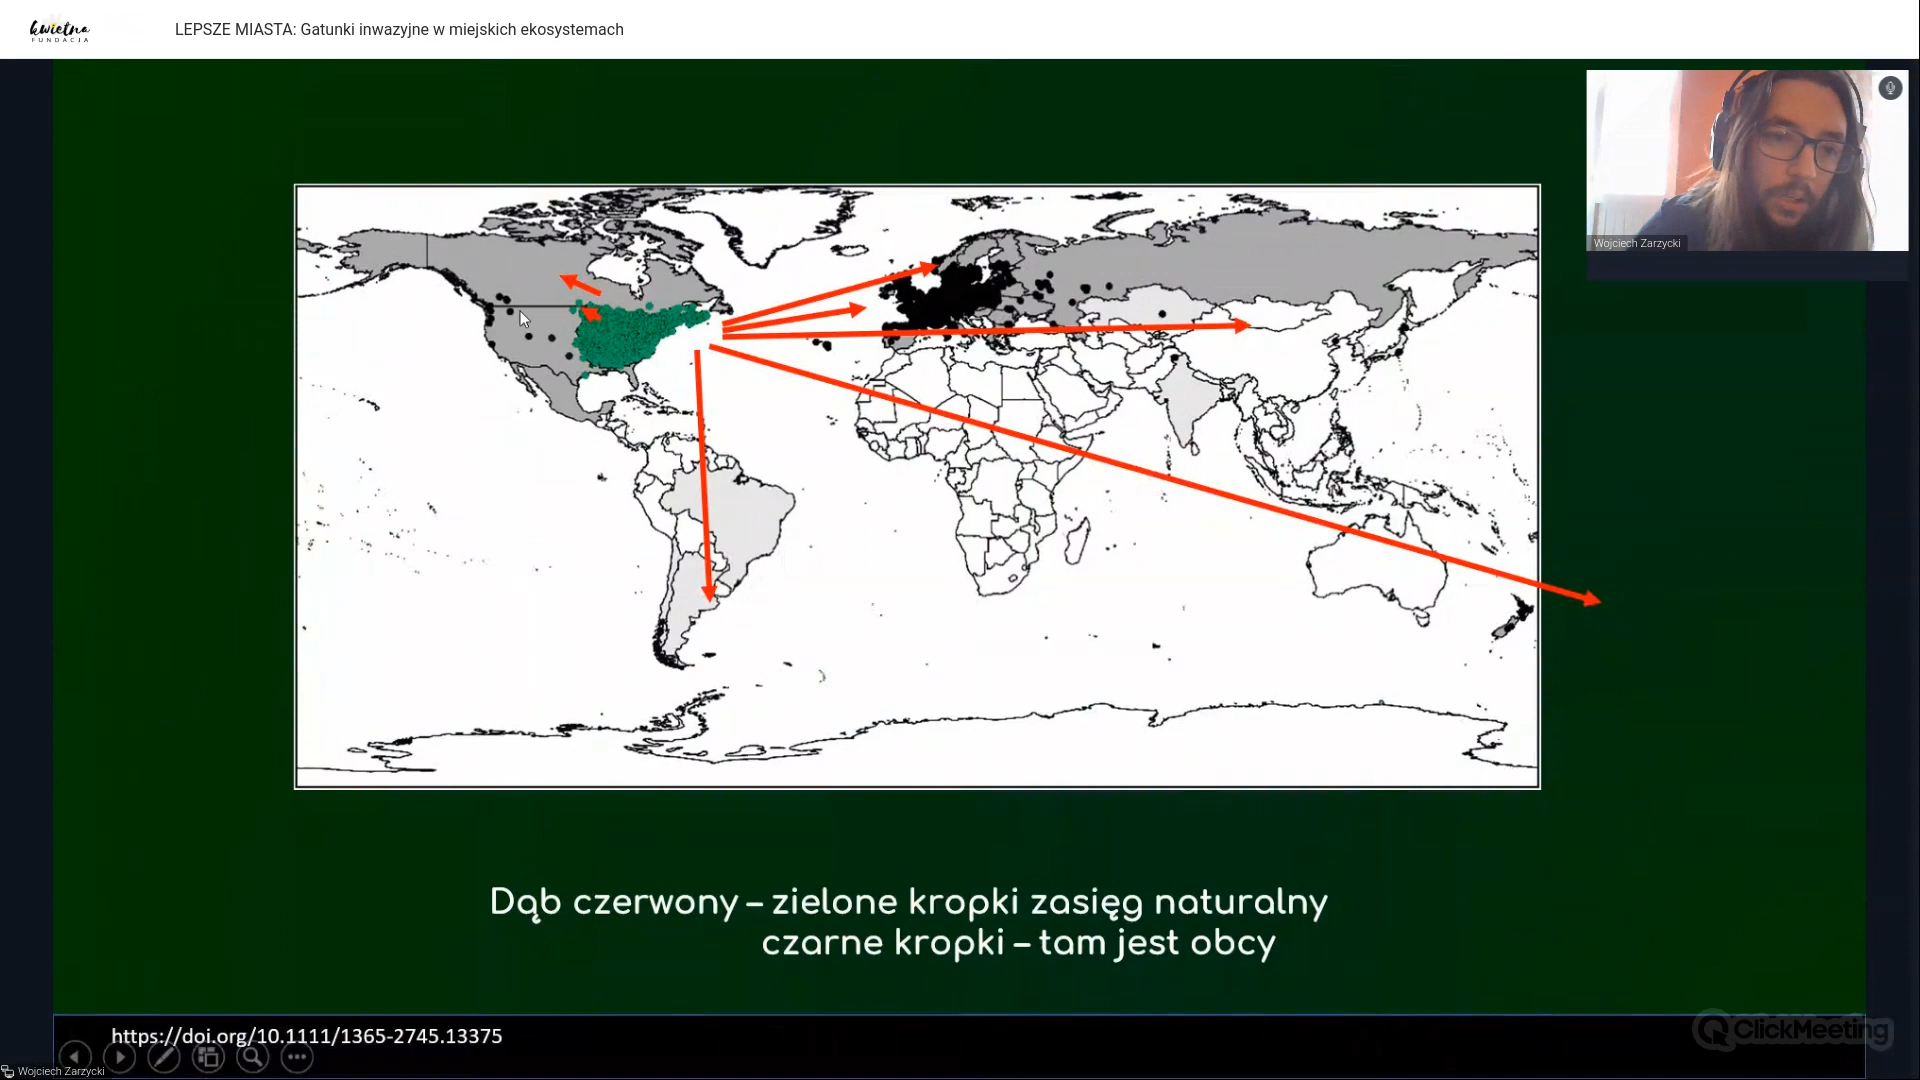 kwietna
FUNDACJA
LEPSZE MIASTA: Gatunki inwazyjne w miejskich ekosystemach
Wojciech Zarzycki
Dąb czerwony – zielone kropki zasięg naturalny
czarne kropki – tam jest obcy
https://doi.org/10.1111/1365-2745.13375
ClickMeeting
Wojciech Zarzycki